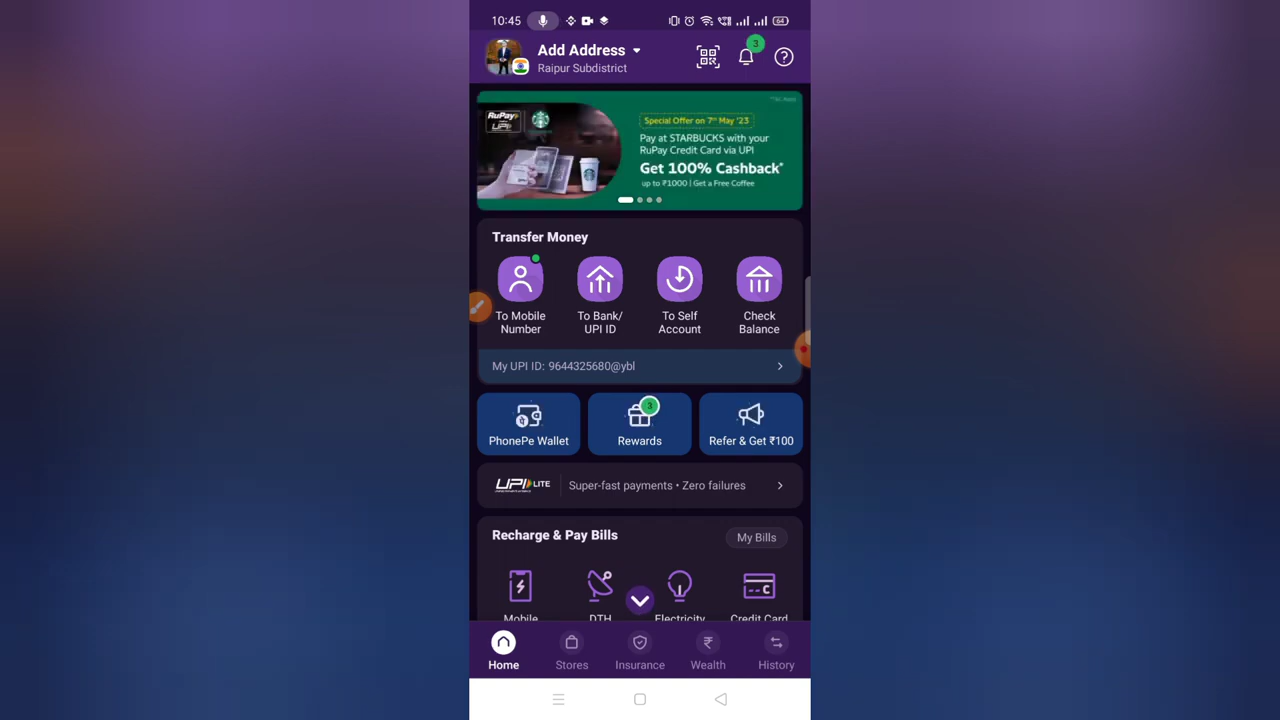 10:45
64
Add Address
Raipur Subdistrict
3
RuPay
UPI
Special Offer on 7th May '23
Pay at STARBUCKS with your
RuPay Credit Card via UPI
Get 100% Cashback*
up to ₹1000 | Get a Free Coffee
Transfer Money
To Mobile
Number
To Bank/
UPI ID
To Self
Account
Check
Balance
My UPI ID: 9644325680@ybl
PhonePe Wallet
3
Rewards
Refer & Get ₹100
UPI LITE
Super-fast payments • Zero failures
Recharge & Pay Bills
My Bills
Mobile
DTH
Electricity
Credit Card
Home
Stores
Insurance
Wealth
History